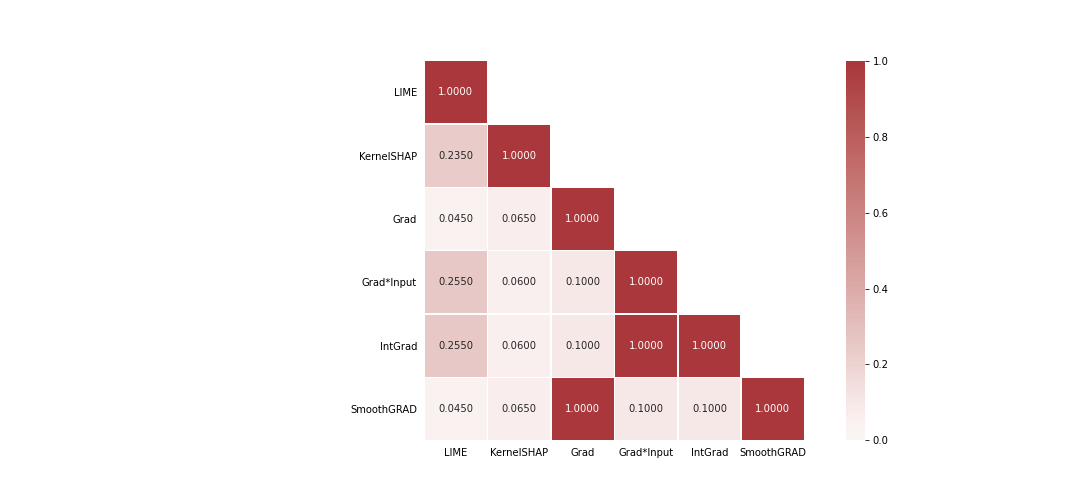 LIME 1.0000
KernelSHAP 0.2350 1.0000
Grad 0.0450 0.0650 1.0000
Grad*Input 0.2550 0.0600 0.1000 1.0000
IntGrad 0.2550 0.0600 0.1000 1.0000 1.0000
SmoothGRAD 0.0450 0.0650 1.0000 0.1000 0.1000 1.0000
LIME KernelSHAP Grad Grad*Input IntGrad SmoothGRAD
1.0
0.8
0.6
0.4
0.2
0.0